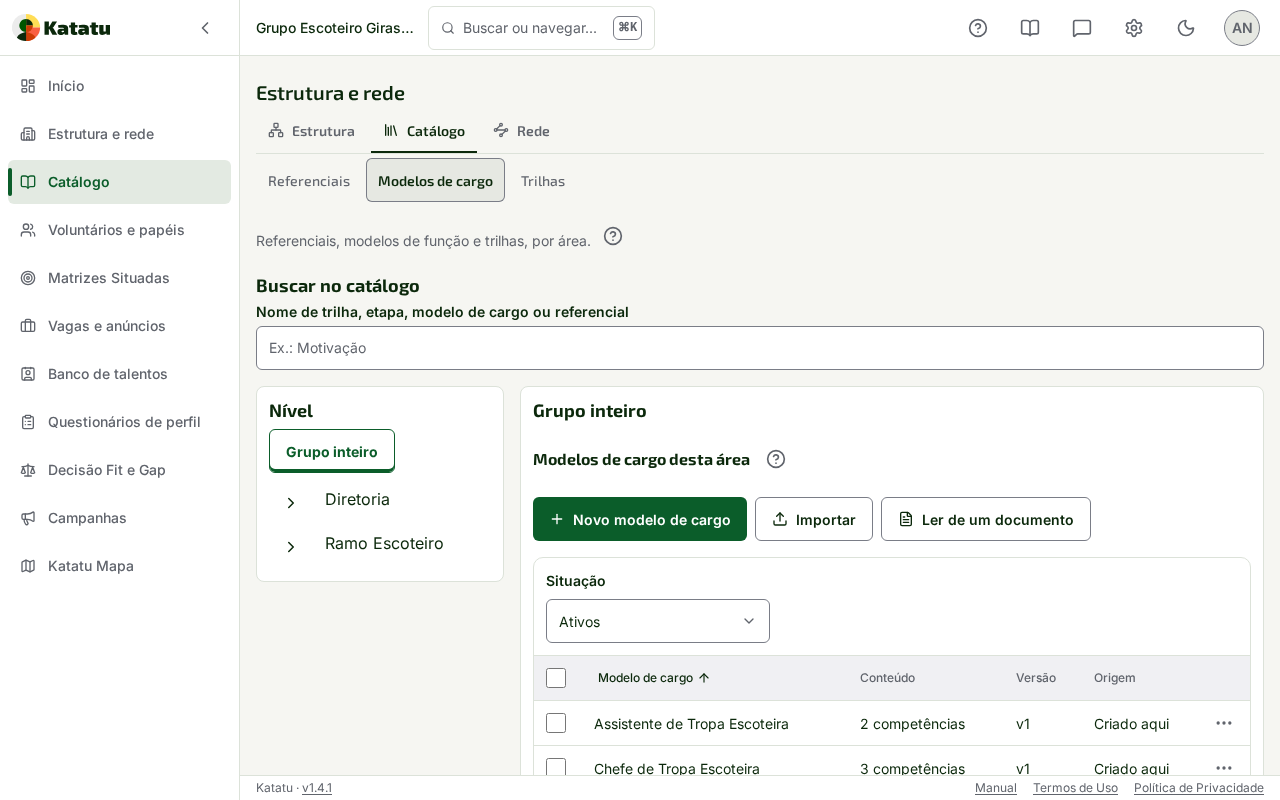 Katatu
Grupo Escoteiro Giras...
Buscar ou navegar...
⌘K
AN
Início
Estrutura e rede
Catálogo
Voluntários e papéis
Matrizes Situadas
Vagas e anúncios
Banco de talentos
Questionários de perfil
Decisão Fit e Gap
Campanhas
Katatu Mapa
Estrutura e rede
Estrutura
Catálogo
Rede
Referenciais
Modelos de cargo
Trilhas
Referenciais, modelos de função e trilhas, por área.
Buscar no catálogo
Nome de trilha, etapa, modelo de cargo ou referencial
Ex.: Motivação
Nível
Grupo inteiro
Diretoria
Ramo Escoteiro
Grupo inteiro
Modelos de cargo desta área
Novo modelo de cargo
Importar
Ler de um documento
Situação
Ativos
Modelo de cargo
Conteúdo
Versão
Origem
Assistente de Tropa Escoteira
2 competências
v1
Criado aqui
Chefe de Tropa Escoteira
3 competências
v1
Criado aqui
Katatu · v1.4.1
Manual
Termos de Uso
Política de Privacidade